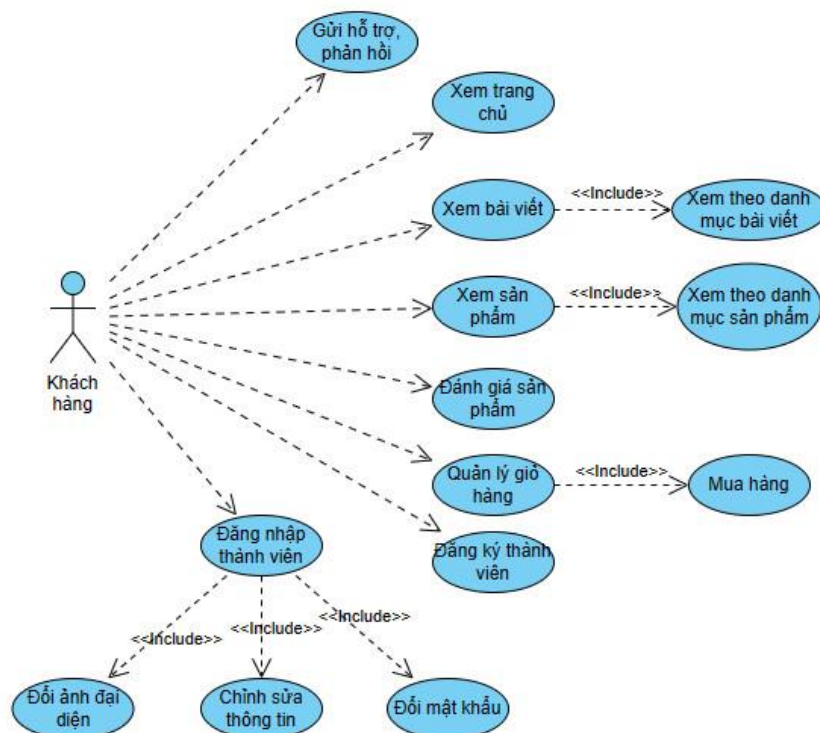 Gửi hỗ trợ,
phản hồi
Xem trang
chủ
Xem bài viết
<<Include>>
Xem theo danh
mục bài viết
Xem sản
phẩm
<<Include>>
Xem theo danh
mục sản phẩm
Khách
hàng
Đánh giá sản
phẩm
Quản lý giỏ
hàng
<<Include>>
Mua hàng
Đăng nhập
thành viên
Đăng ký thành
viên
<<Include>>
<<Include>>
<<Include>>
Đổi ảnh đại
diện
Chỉnh sửa
thông tin
Đổi mật khẩu